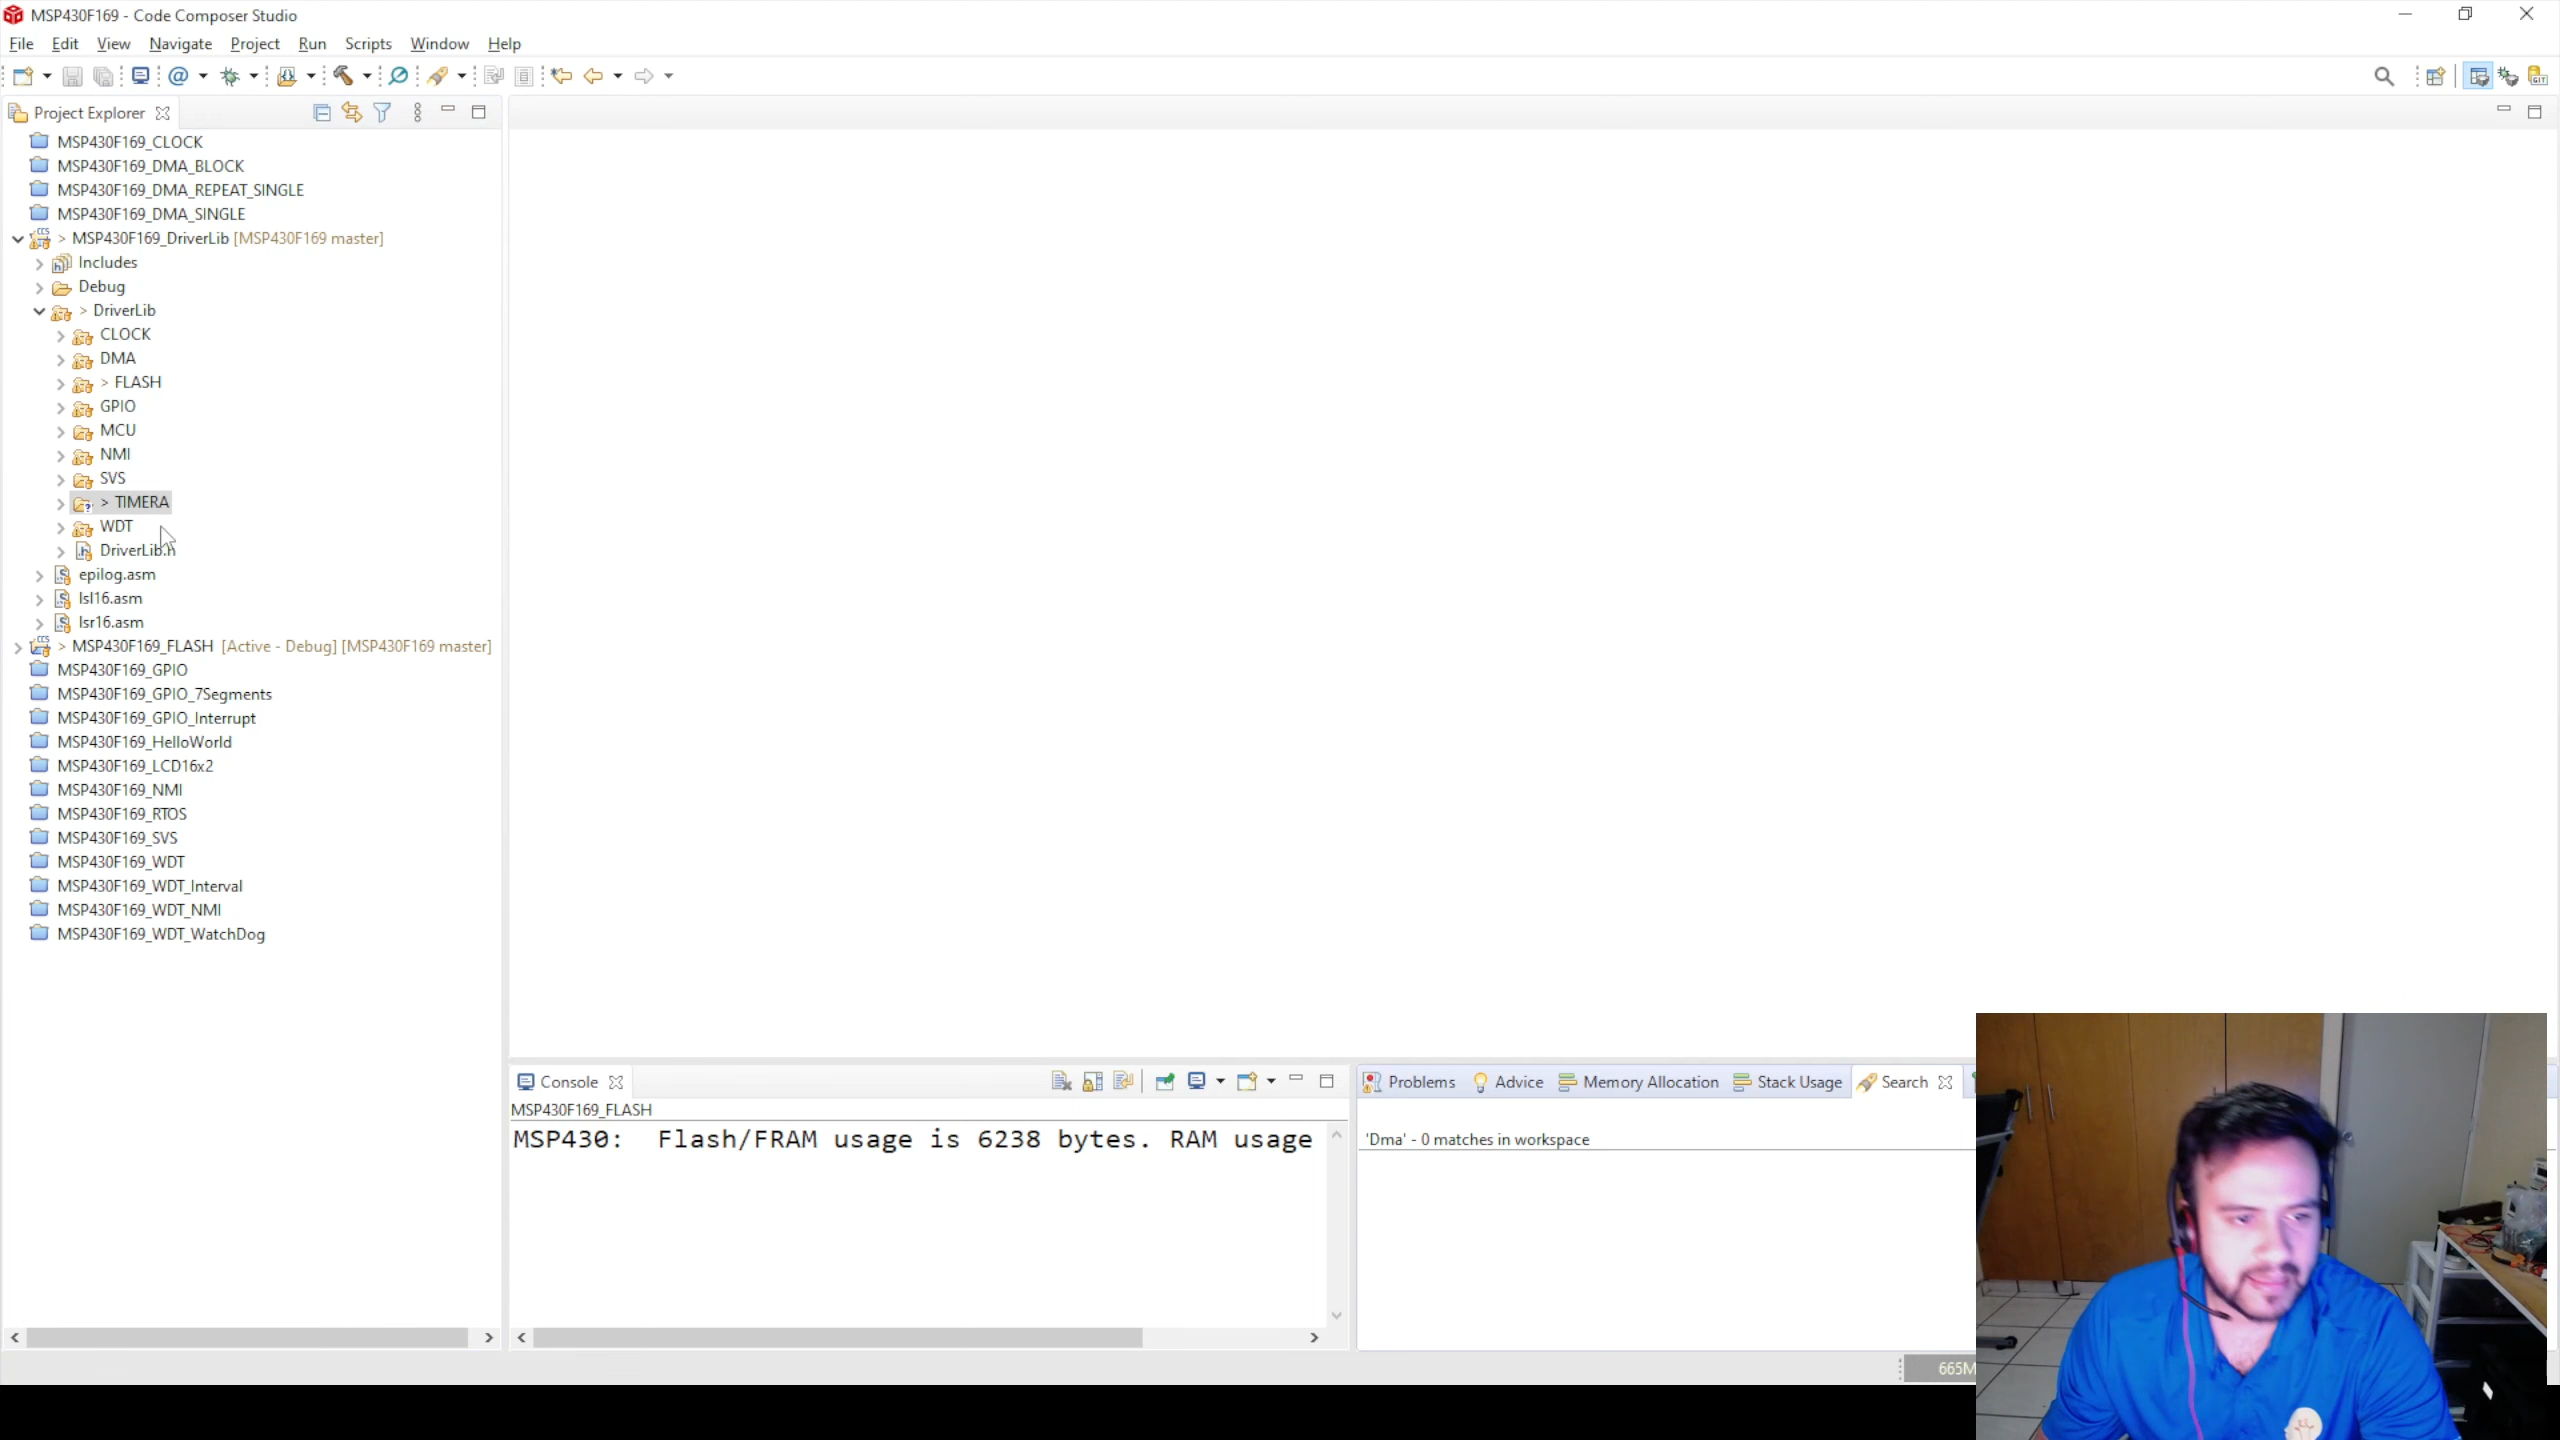 MSP430F169 - Code Composer Studio
File Edit View Navigate Project Run Scripts Window Help
Project Explorer
MSP430F169_CLOCK
MSP430F169_DMA_BLOCK
MSP430F169_DMA_REPEAT_SINGLE
MSP430F169_DMA_SINGLE
> MSP430F169_DriverLib [MSP430F169 master]
Includes
Debug
> DriverLib
CLOCK
DMA
> FLASH
GPIO
MCU
NMI
SVS
> TIMERA
WDT
DriverLib.h
epilog.asm
lsl16.asm
lsr16.asm
> MSP430F169_FLASH [Active - Debug] [MSP430F169 master]
MSP430F169_GPIO
MSP430F169_GPIO_7Segments
MSP430F169_GPIO_Interrupt
MSP430F169_HelloWorld
MSP430F169_LCD16x2
MSP430F169_NMI
MSP430F169_RTOS
MSP430F169_SVS
MSP430F169_WDT
MSP430F169_WDT_Interval
MSP430F169_WDT_NMI
MSP430F169_WDT_WatchDog
Console
MSP430F169_FLASH
MSP430: Flash/FRAM usage is 6238 bytes. RAM usage
Problems Advice Memory Allocation Stack Usage Search
'Dma' - 0 matches in workspace
665M